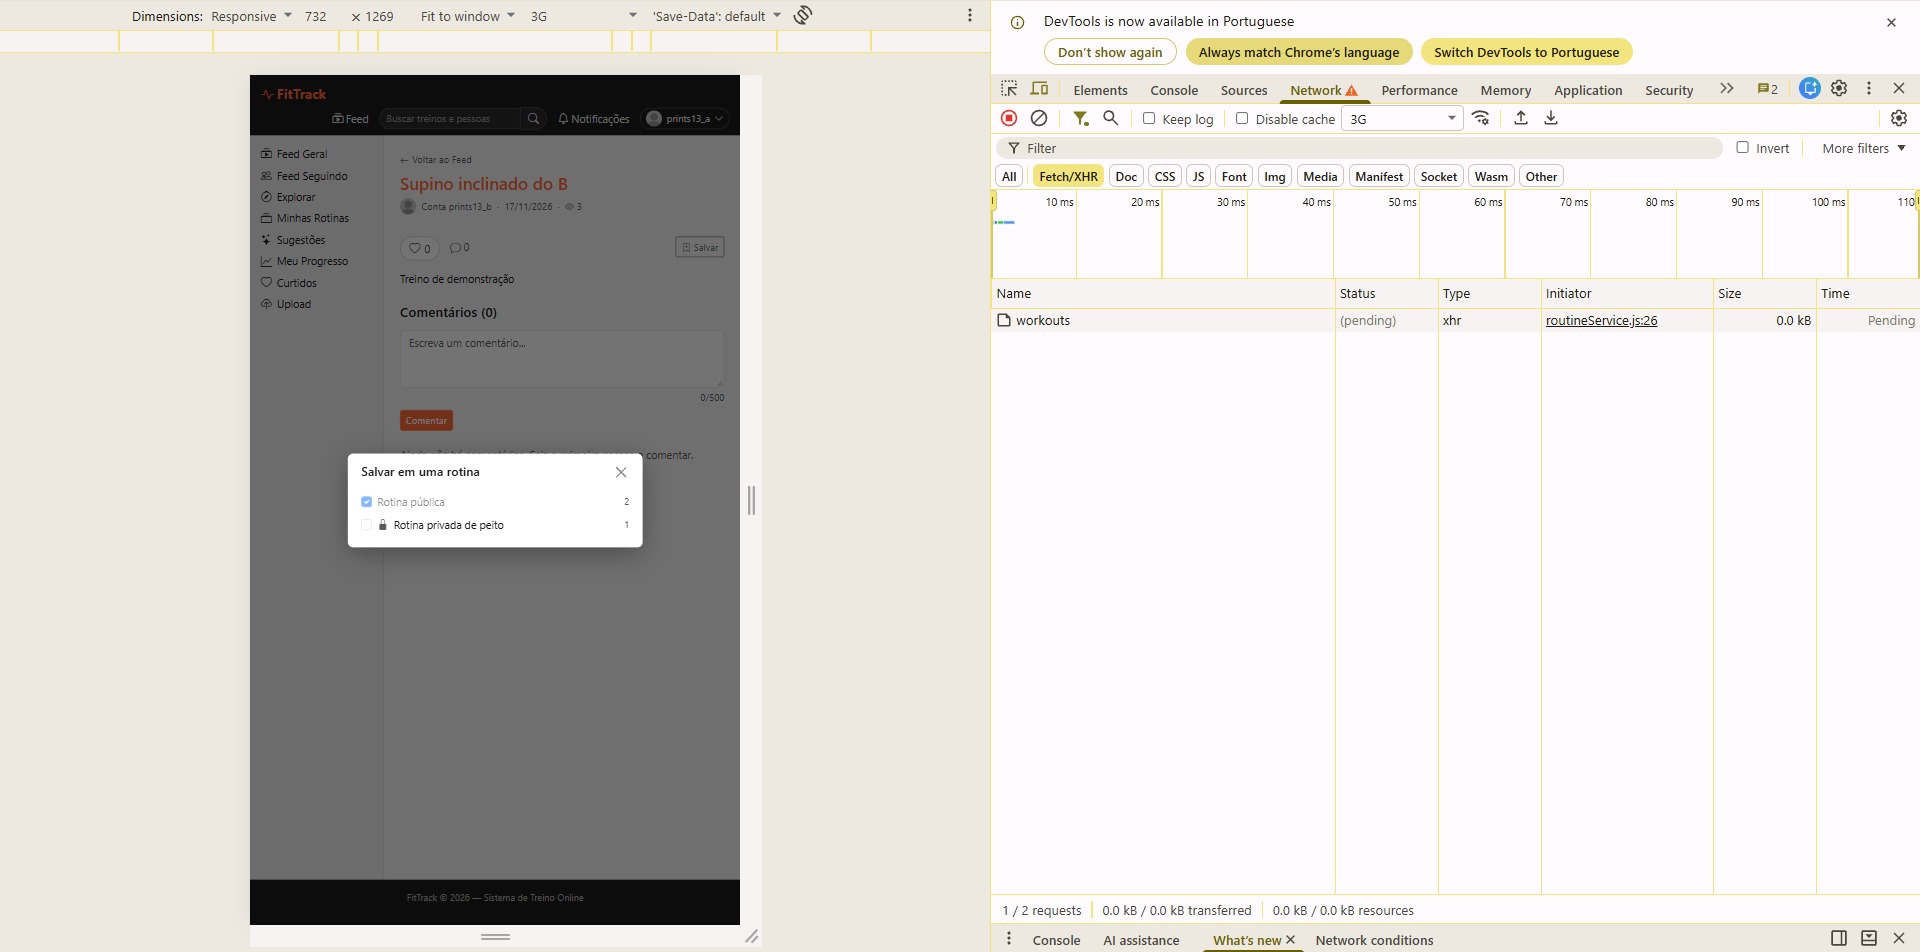 Dimensions: Responsive 732 × 1269 Fit to window 3G 'Save-Data': default
FitTrack
Feed Buscar treinos e pessoas Notificações prints13_a
Feed Geral
Feed Seguindo
Explorar
Minhas Rotinas
Sugestões
Meu Progresso
Curtidos
Upload
← Voltar ao Feed
Supino inclinado do B
Conta prints13_b · 17/11/2026 · 3
0 0 Salvar
Treino de demonstração
Comentários (0)
Escreva um comentário...
0/500
Comentar
comentar.
Salvar em uma rotina
Rotina pública 2
Rotina privada de peito 1
FitTrack © 2026 — Sistema de Treino Online
DevTools is now available in Portuguese
Don't show again Always match Chrome's language Switch DevTools to Portuguese
Elements Console Sources Network Performance Memory Application Security 2
Keep log Disable cache 3G
Filter Invert More filters
All Fetch/XHR Doc CSS JS Font Img Media Manifest Socket Wasm Other
10 ms 20 ms 30 ms 40 ms 50 ms 60 ms 70 ms 80 ms 90 ms 100 ms 110
Name Status Type Initiator Size Time
workouts (pending) xhr routineService.js:26 0.0 kB Pending
1 / 2 requests 0.0 kB / 0.0 kB transferred 0.0 kB / 0.0 kB resources
Console AI assistance What's new Network conditions